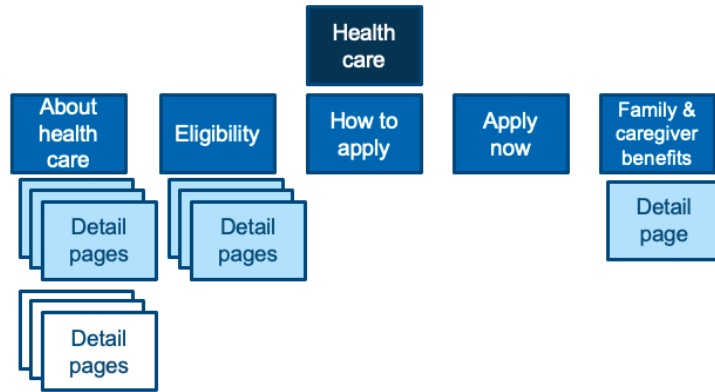 Health
care
About
health
care
Eligibility
How to
apply
Apply
now
Family &
caregiver
benefits
Detail
pages
Detail
pages
Detail
page
Detail
pages